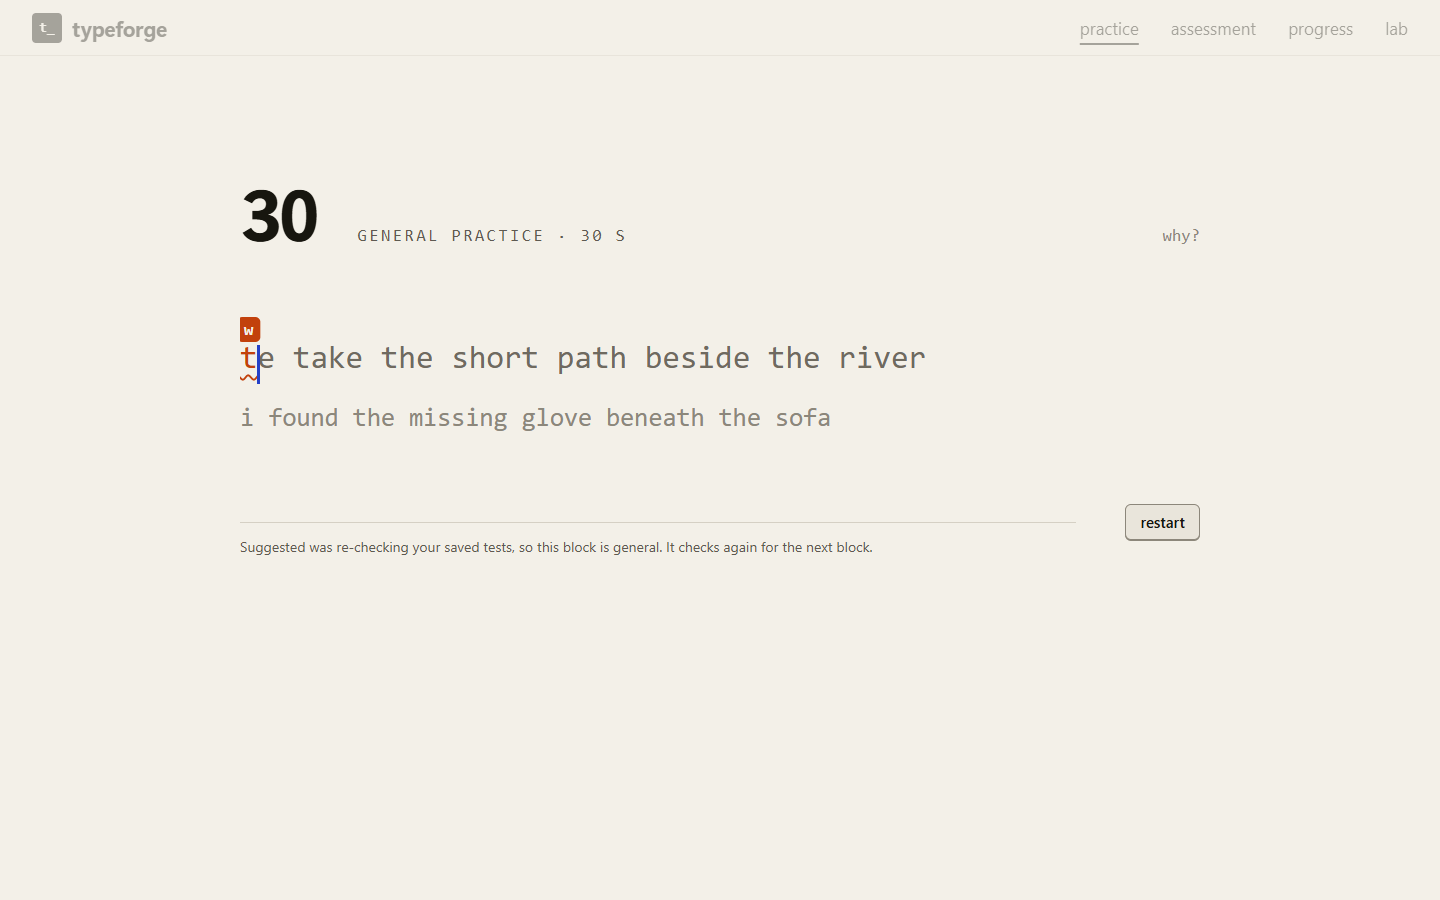 t_ typeforge practice assessment progress lab
30 GENERAL PRACTICE · 30 S why?
w
te take the short path beside the river
i found the missing glove beneath the sofa
restart
Suggested was re-checking your saved tests, so this block is general. It checks again for the next block.